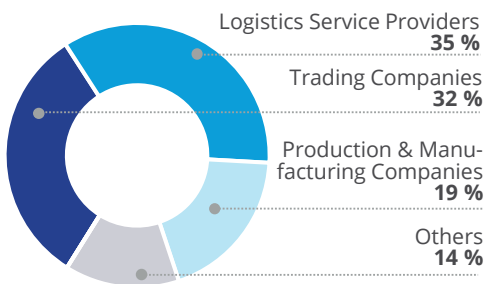 Logistics Service Providers
35 %
Trading Companies
32 %
Production & Manu-
facturing Companies
19 %
Others
14 %